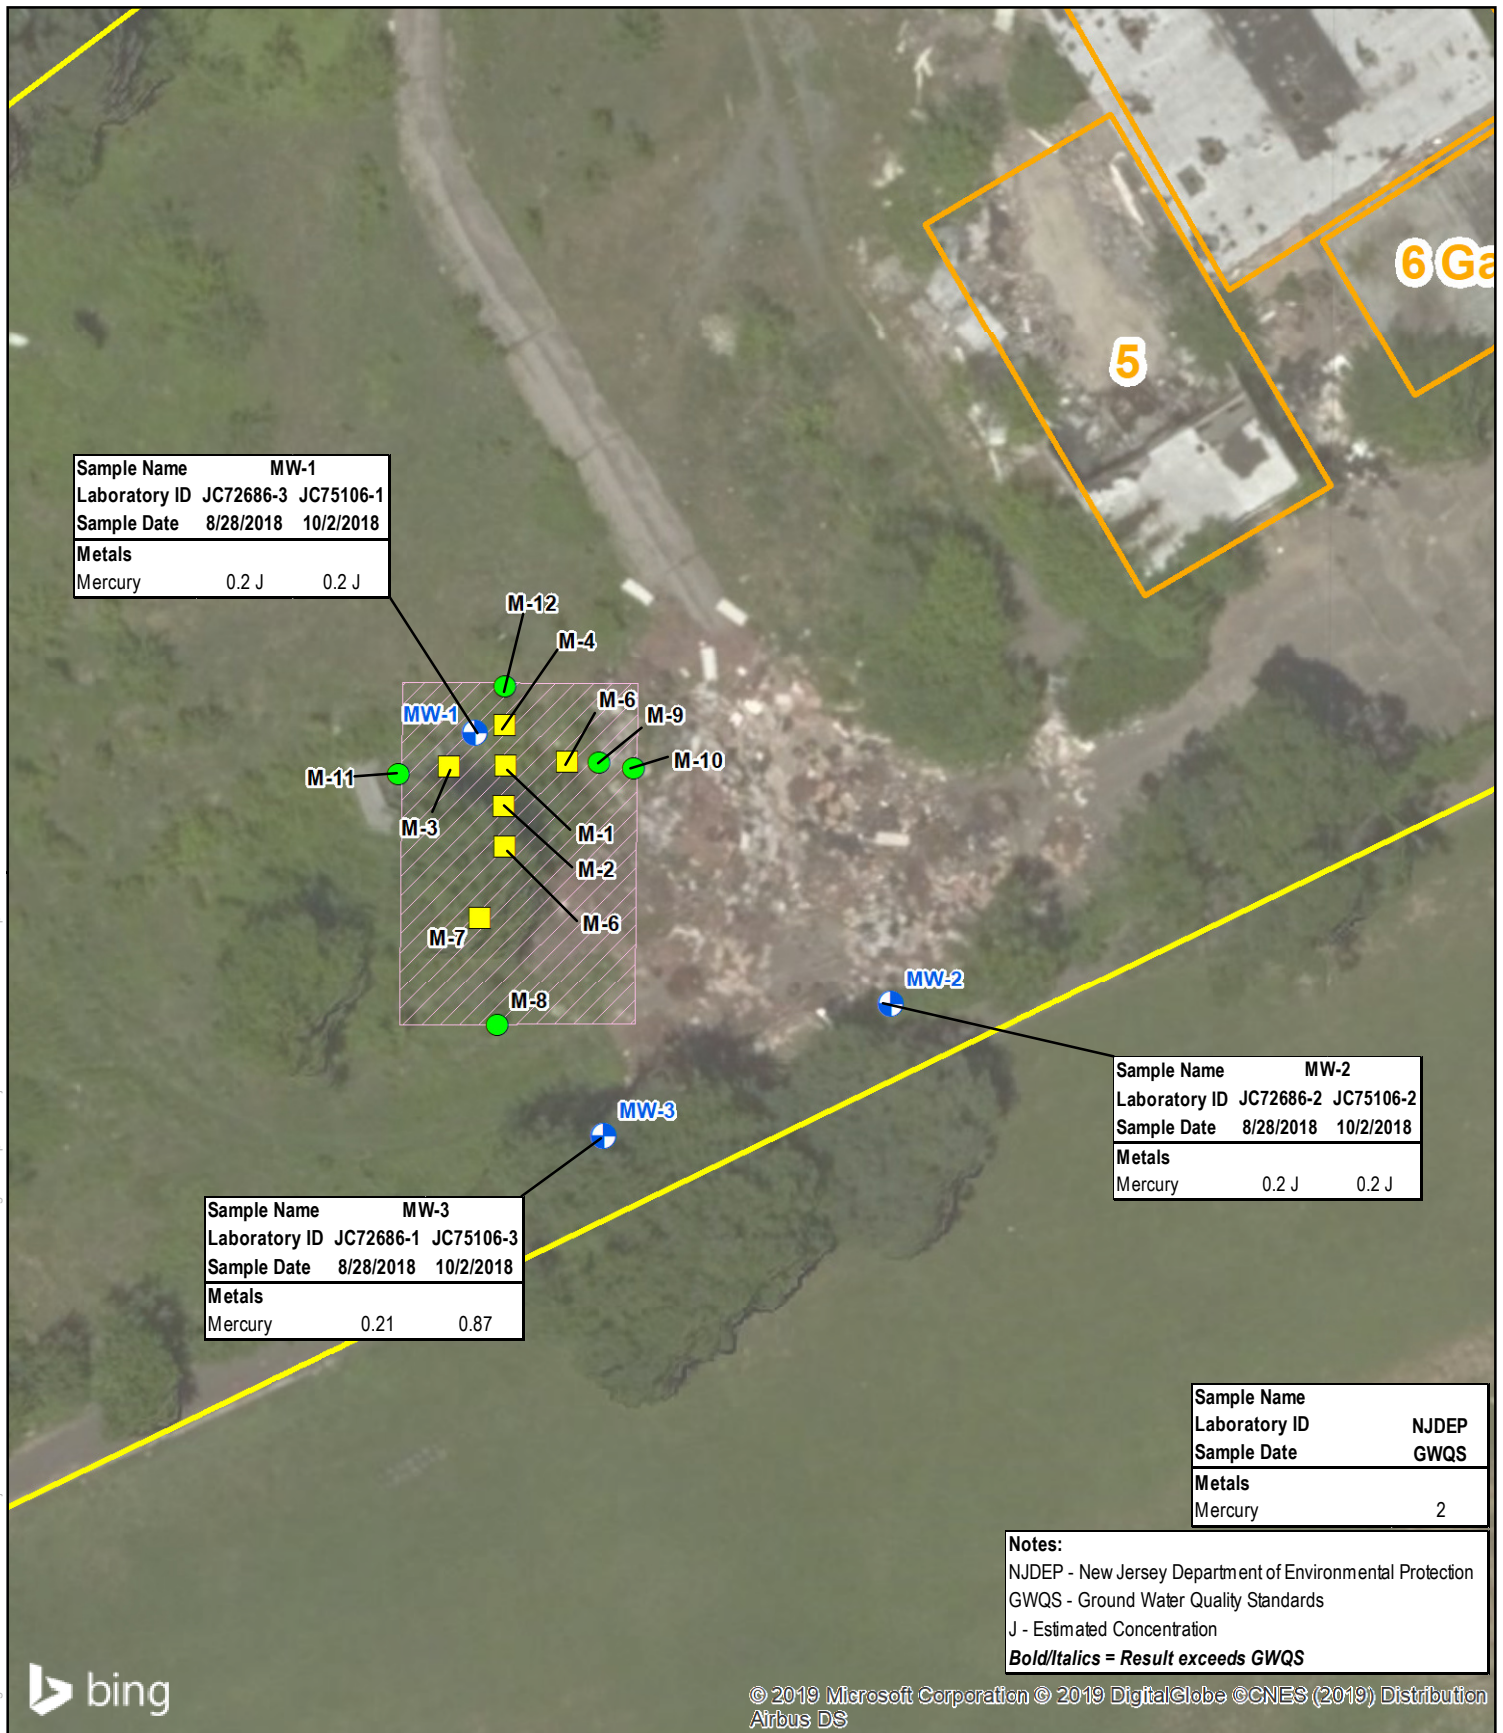 6 Ga
5
Sample Name MW-1
Laboratory ID JC72686-3 JC75106-1
Sample Date 8/28/2018 10/2/2018
Metals
Mercury 0.2 J 0.2 J
M-12
M-4
M-6
MW-1
M-9
M-10
M-11
M-3
M-1
M-2
M-6
M-7
MW-2
M-8
Sample Name MW-2
Laboratory ID JC72686-2 JC75106-2
Sample Date 8/28/2018 10/2/2018
Metals
Mercury 0.2 J 0.2 J
MW-3
Sample Name MW-3
Laboratory ID JC72686-1 JC75106-3
Sample Date 8/28/2018 10/2/2018
Metals
Mercury 0.21 0.87
Sample Name
Laboratory ID NJDEP
Sample Date GWQS
Metals
Mercury 2
Notes:
NJDEP - New Jersey Department of Environmental Protection
GWQS - Ground Water Quality Standards
J - Estimated Concentration
Bold/Italics = Result exceeds GWQS
bing
© 2019 Microsoft Corporation © 2019 DigitalGlobe ©CNES (2019) Distribution
Airbus DS